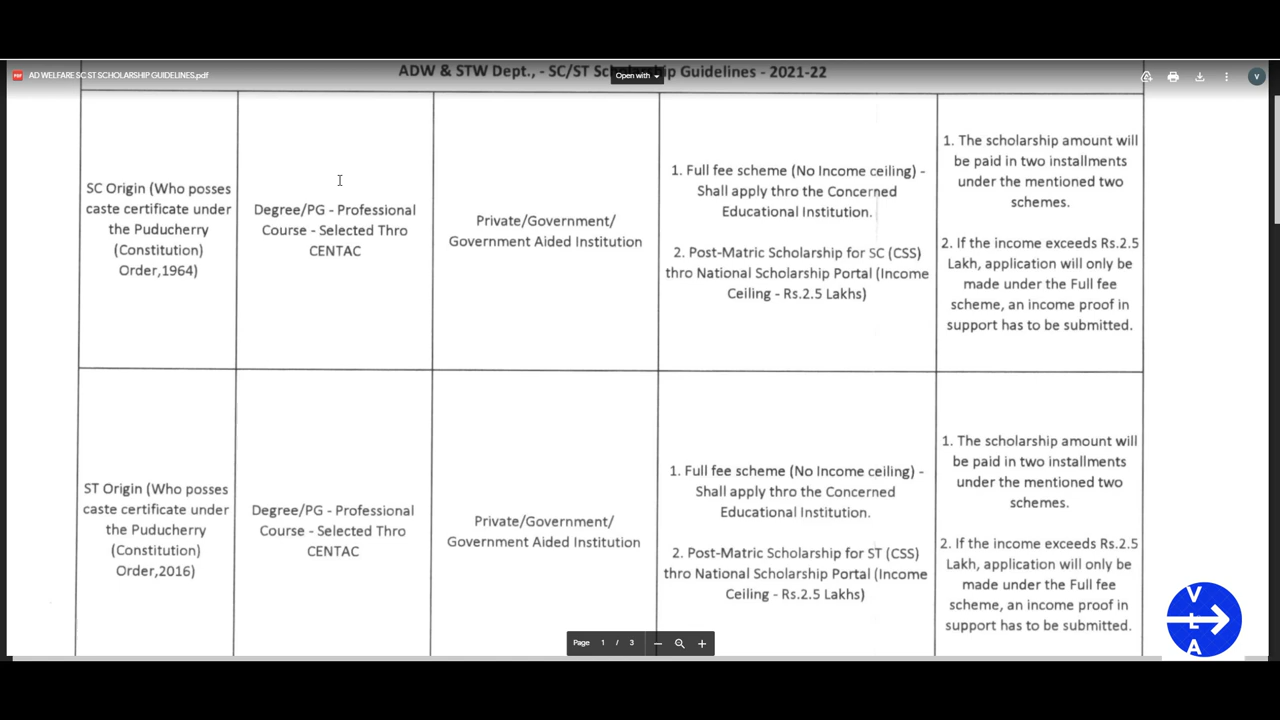 ADW & STW Dept., - SC/ST Scholarship Guidelines - 2021-22
AD WELFARE SC ST SCHOLARSHIP GUIDELINES.pdf
Open with
V
SC Origin (Who posses
caste certificate under
the Puducherry
(Constitution)
Order,1964)
Degree/PG - Professional
Course - Selected Thro
CENTAC
Private/Government/
Government Aided Institution
1. Full fee scheme (No Income ceiling) -
Shall apply thro the Concerned
Educational Institution.
2. Post-Matric Scholarship for SC (CSS)
thro National Scholarship Portal (Income
Ceiling - Rs.2.5 Lakhs)
1. The scholarship amount will
be paid in two installments
under the mentioned two
schemes.
2. If the income exceeds Rs.2.5
Lakh, application will only be
made under the Full fee
scheme, an income proof in
support has to be submitted.
ST Origin (Who posses
caste certificate under
the Puducherry
(Constitution)
Order,2016)
Degree/PG - Professional
Course - Selected Thro
CENTAC
Private/Government/
Government Aided Institution
1. Full fee scheme (No Income ceiling) -
Shall apply thro the Concerned
Educational Institution.
2. Post-Matric Scholarship for ST (CSS)
thro National Scholarship Portal (Income
Ceiling - Rs.2.5 Lakhs)
1. The scholarship amount will
be paid in two installments
under the mentioned two
schemes.
2. If the income exceeds Rs.2.5
Lakh, application will only be
made under the Full fee
scheme, an income proof in
support has to be submitted.
Page 1 / 3
V
L
A